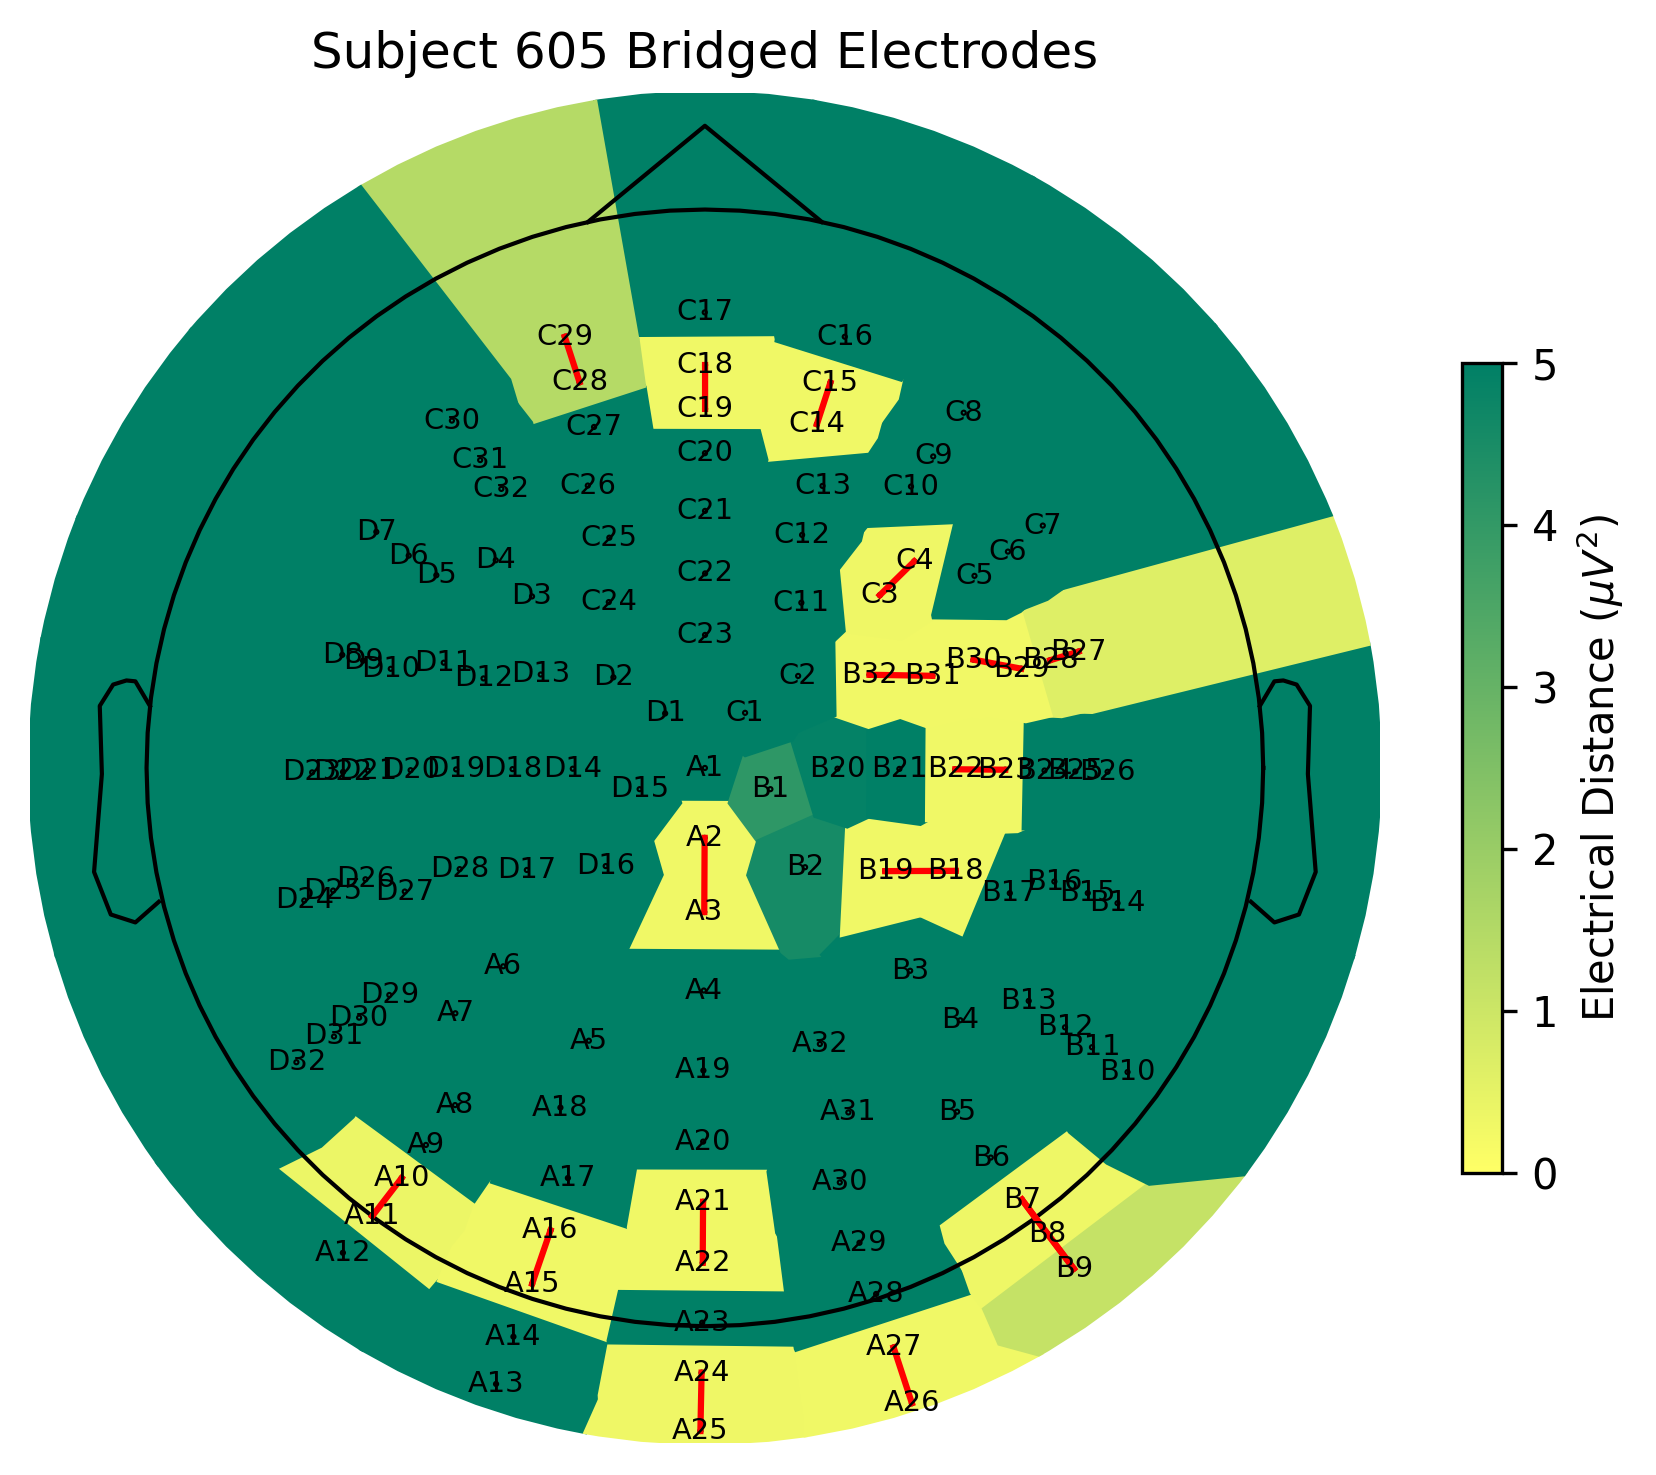 Subject 605 Bridged Electrodes
C17
C29 C16
C18
C28 C15
C19 C8
C30 C27 C14
C20 C9
C31
C32 C26 C13 C10
C21
D7 C25 C12 C7
D6 D4 C6
D5 C22 C4 C5
D3 C24 C11 C3
C23
D8 D9 D10 D11 D12 D13 D2 C2 B32 B31 B30 B29 B28 B27
D1 C1
D23 D22 D21 D20 D19 D18 D14 A1 B20 B21 B22 B23 B24 B25 B26
D15 B1
A2
D24 D25 D26 D27 D28 D17 D16 B2 B19 B18 B17 B16 B15 B14
A3
A6 B3
D29 A4 B13
D30 A7 B4 B12
D31 A5 A32 B11
D32 A19 B10
A8 A18 A31 B5
A9 A20 B6
A10 A17 A30
A11 A21 B7
A12 A16 A29 B8
A22 B9
A15 A28
A14 A23
A27
A13 A24
A26
A25
5
4
3
2
1
0
Electrical Distance (μV²)